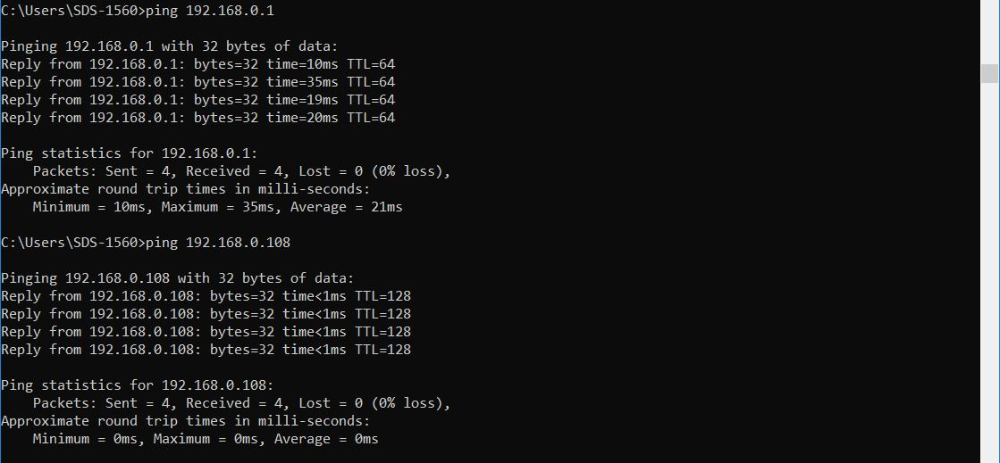 C:\Users\SDS-1560>ping 192.168.0.1
Pinging 192.168.0.1 with 32 bytes of data:
Reply from 192.168.0.1: bytes=32 time=10ms TTL=64
Reply from 192.168.0.1: bytes=32 time=35ms TTL=64
Reply from 192.168.0.1: bytes=32 time=19ms TTL=64
Reply from 192.168.0.1: bytes=32 time=20ms TTL=64
Ping statistics for 192.168.0.1:
    Packets: Sent = 4, Received = 4, Lost = 0 (0% loss),
Approximate round trip times in milli-seconds:
    Minimum = 10ms, Maximum = 35ms, Average = 21ms
C:\Users\SDS-1560>ping 192.168.0.108
Pinging 192.168.0.108 with 32 bytes of data:
Reply from 192.168.0.108: bytes=32 time<1ms TTL=128
Reply from 192.168.0.108: bytes=32 time<1ms TTL=128
Reply from 192.168.0.108: bytes=32 time<1ms TTL=128
Reply from 192.168.0.108: bytes=32 time<1ms TTL=128
Ping statistics for 192.168.0.108:
    Packets: Sent = 4, Received = 4, Lost = 0 (0% loss),
Approximate round trip times in milli-seconds:
    Minimum = 0ms, Maximum = 0ms, Average = 0ms